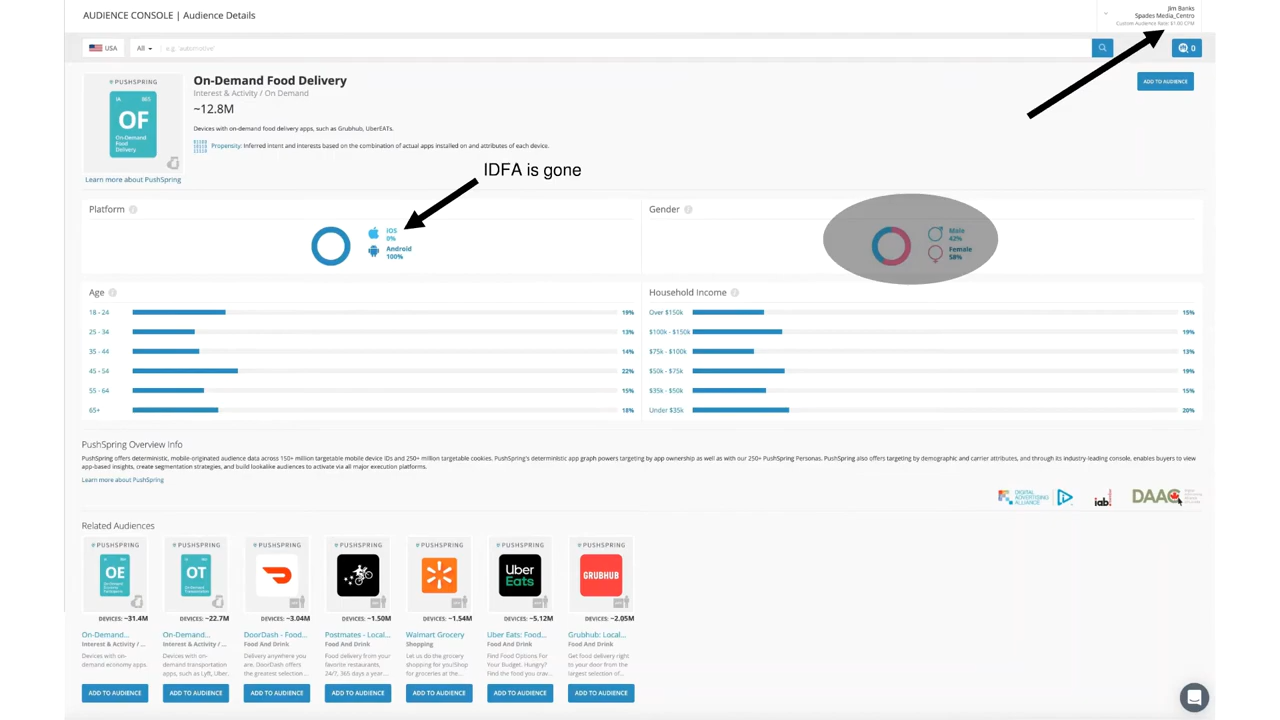 AUDIENCE CONSOLE | Audience Details
Jim Banks
Spades Media_Centro
Custom Audience Rate: $1.00 CPM
USA
All
e.g. 'automotive'
0
PUSHSPRING
IA SES
OF
On-Demand
Food
Delivery
Learn more about PushSpring
On-Demand Food Delivery
Interest & Activity / On Demand
~12.8M
Devices with on-demand food delivery apps, such as Grubhub, UberEATs.
Propensity: Inferred intent and interests based on the combination of actual apps installed on and attributes of each device.
ADD TO AUDIENCE
IDFA is gone
Platform
iOS
0%
Android
100%
Gender
Male
42%
Female
58%
Age
18 - 24 19%
25 - 34 13%
35 - 44 14%
45 - 54 22%
55 - 64 15%
65+ 18%
Household Income
Over $150k 15%
$100k - $150k 19%
$75k - $100k 13%
$50k - $75k 19%
$35k - $50k 15%
Under $35k 20%
PushSpring Overview Info
PushSpring offers deterministic, mobile-originated audience data across 150+ million targetable mobile device IDs and 250+ million targetable cookies. PushSpring's deterministic app graph powers targeting by app ownership as well as with our 250+ PushSpring Personas. PushSpring also offers targeting by demographic and carrier attributes, and through its industry-leading console, enables buyers to view
app-based insights, create segmentation strategies, and build lookalike audiences to activate via all major execution platforms.
Learn more about PushSpring
DIGITAL
ADVERTISING
ALLIANCE
iab
DAAC
Related Audiences
PUSHSPRING
OE
DEVICES: ~31.4M
On-Demand...
Interest & Activity / ...
Devices with on-
demand economy apps.
ADD TO AUDIENCE
PUSHSPRING
OT
DEVICES: ~22.7M
On-Demand...
Interest & Activity / ...
Devices with on-
demand transportation
apps, such as Lyft, Uber.
ADD TO AUDIENCE
PUSHSPRING
DEVICES: ~3.04M
DoorDash - Food...
Food And Drink
Delivery anywhere you
are. DoorDash offers
the greatest selection...
ADD TO AUDIENCE
PUSHSPRING
DEVICES: ~1.50M
Postmates - Local...
Food And Drink
Food delivery from your
favorite restaurants,
24/7, 365 days a year...
ADD TO AUDIENCE
PUSHSPRING
DEVICES: ~1.54M
Walmart Grocery
Shopping
Let us do the grocery
shopping for you!Shop
for groceries at the...
ADD TO AUDIENCE
PUSHSPRING
Uber
Eats
DEVICES: ~5.12M
Uber Eats: Food...
Food And Drink
Find Food Options For
Your Budget. Hungry?
Find the food you crav...
ADD TO AUDIENCE
PUSHSPRING
GRUBHUB
DEVICES: ~2.05M
Grubhub: Local...
Food And Drink
Get food delivery right
to your door from the
largest selection of...
ADD TO AUDIENCE